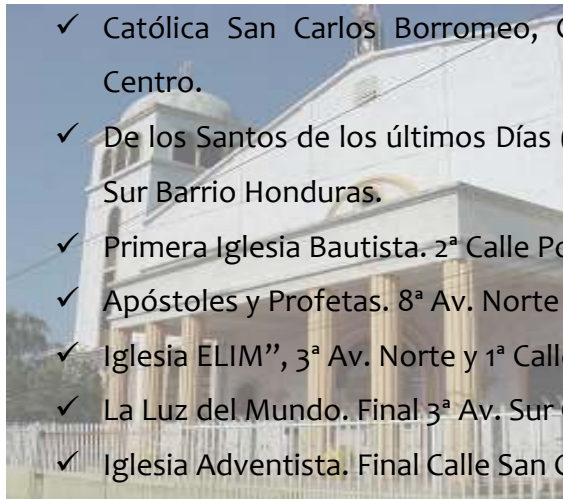 ✓ Católica San Carlos Borromeo,
Centro.
✓ De los Santos de los últimos Días (
Sur Barrio Honduras.
✓ Primera Iglesia Bautista. 2ª Calle
✓ Apóstoles y Profetas. 8ª Av. Norte
✓ Iglesia ELIM”, 3ª Av. Norte y 1ª
✓ La Luz del Mundo. Final 3ª Av. Sur
✓ Iglesia Adventista. Final Calle San